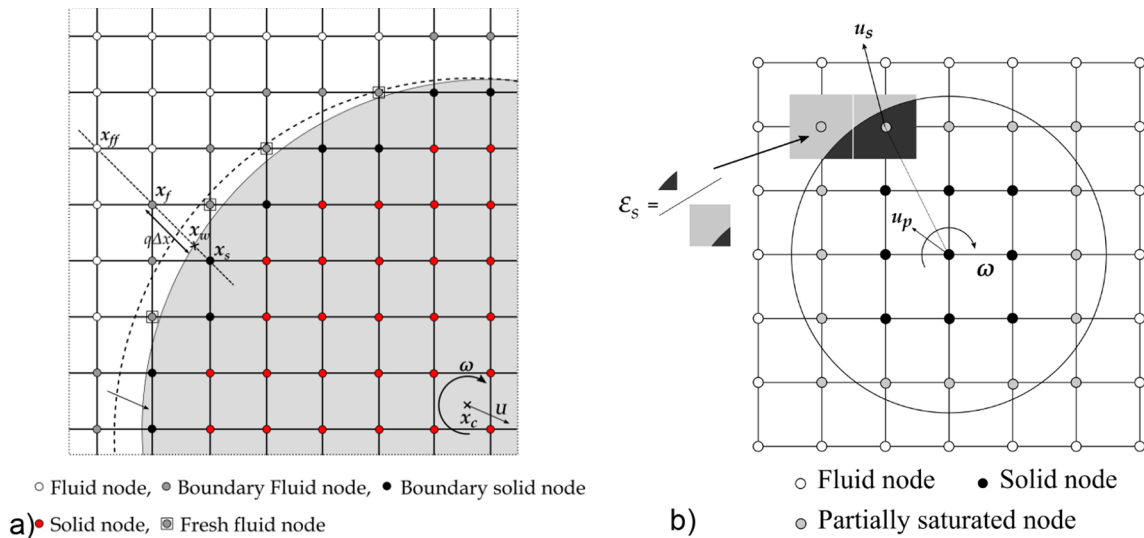 x_ff
x_f
qΔx
x_w
x_s
ω
u
x_c
○ Fluid node, ● Boundary Fluid node, ● Boundary solid node
a) ● Solid node, Fresh fluid node
u_s
ε_s =
u_p
ω
○ Fluid node ● Solid node
b) Partially saturated node